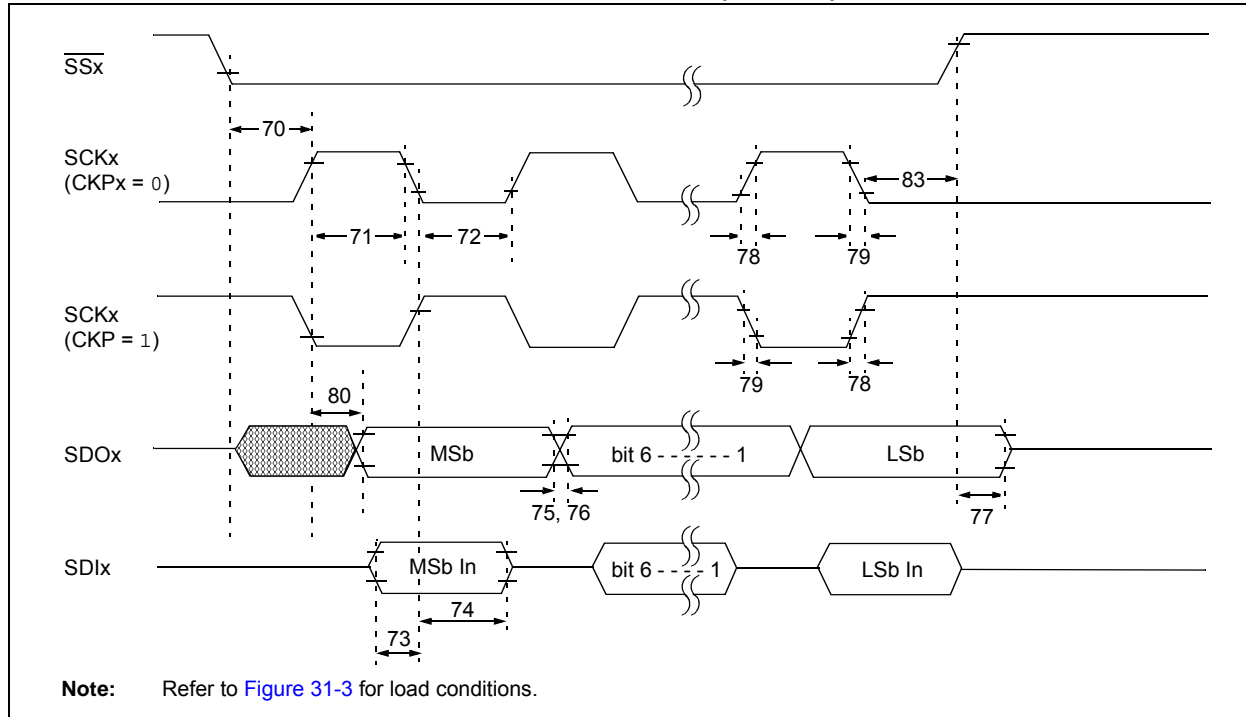 SSx
70
SCKx
(CKPx = 0)
83
71
72
78
79
SCKx
(CKP = 1)
79
78
80
SDOx
MSb
bit 6 - - - - - - 1
LSb
75, 76
77
SDIx
MSb In
bit 6 - - - - 1
LSb In
74
73
Note: Refer to Figure 31-3 for load conditions.